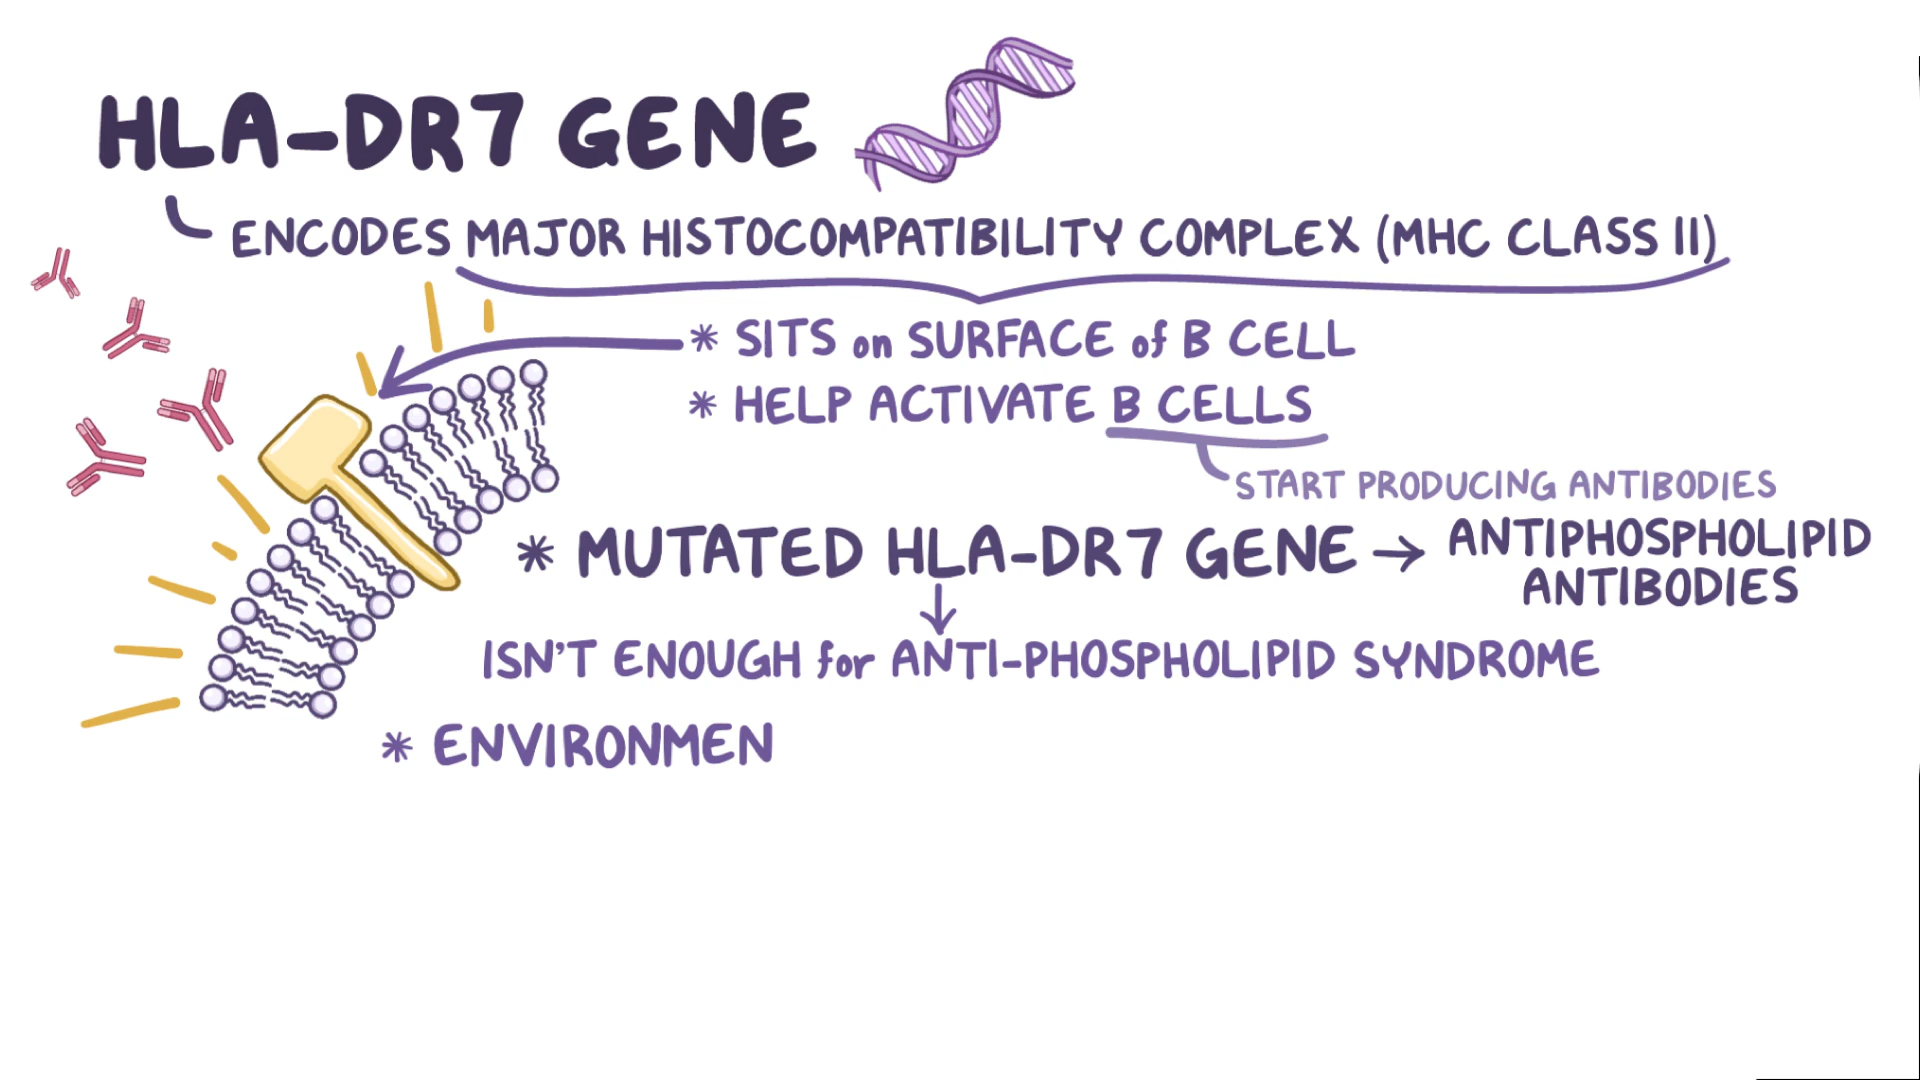 HLA-DR7 GENE
ENCODES MAJOR HISTOCOMPATIBILITY COMPLEX (MHC CLASS II)
* SITS on SURFACE of B CELL
* HELP ACTIVATE B CELLS
START PRODUCING ANTIBODIES
* MUTATED HLA-DR7 GENE → ANTIPHOSPHOLIPID
ANTIBODIES
ISN'T ENOUGH for ANTI-PHOSPHOLIPID SYNDROME
* ENVIRONMEN